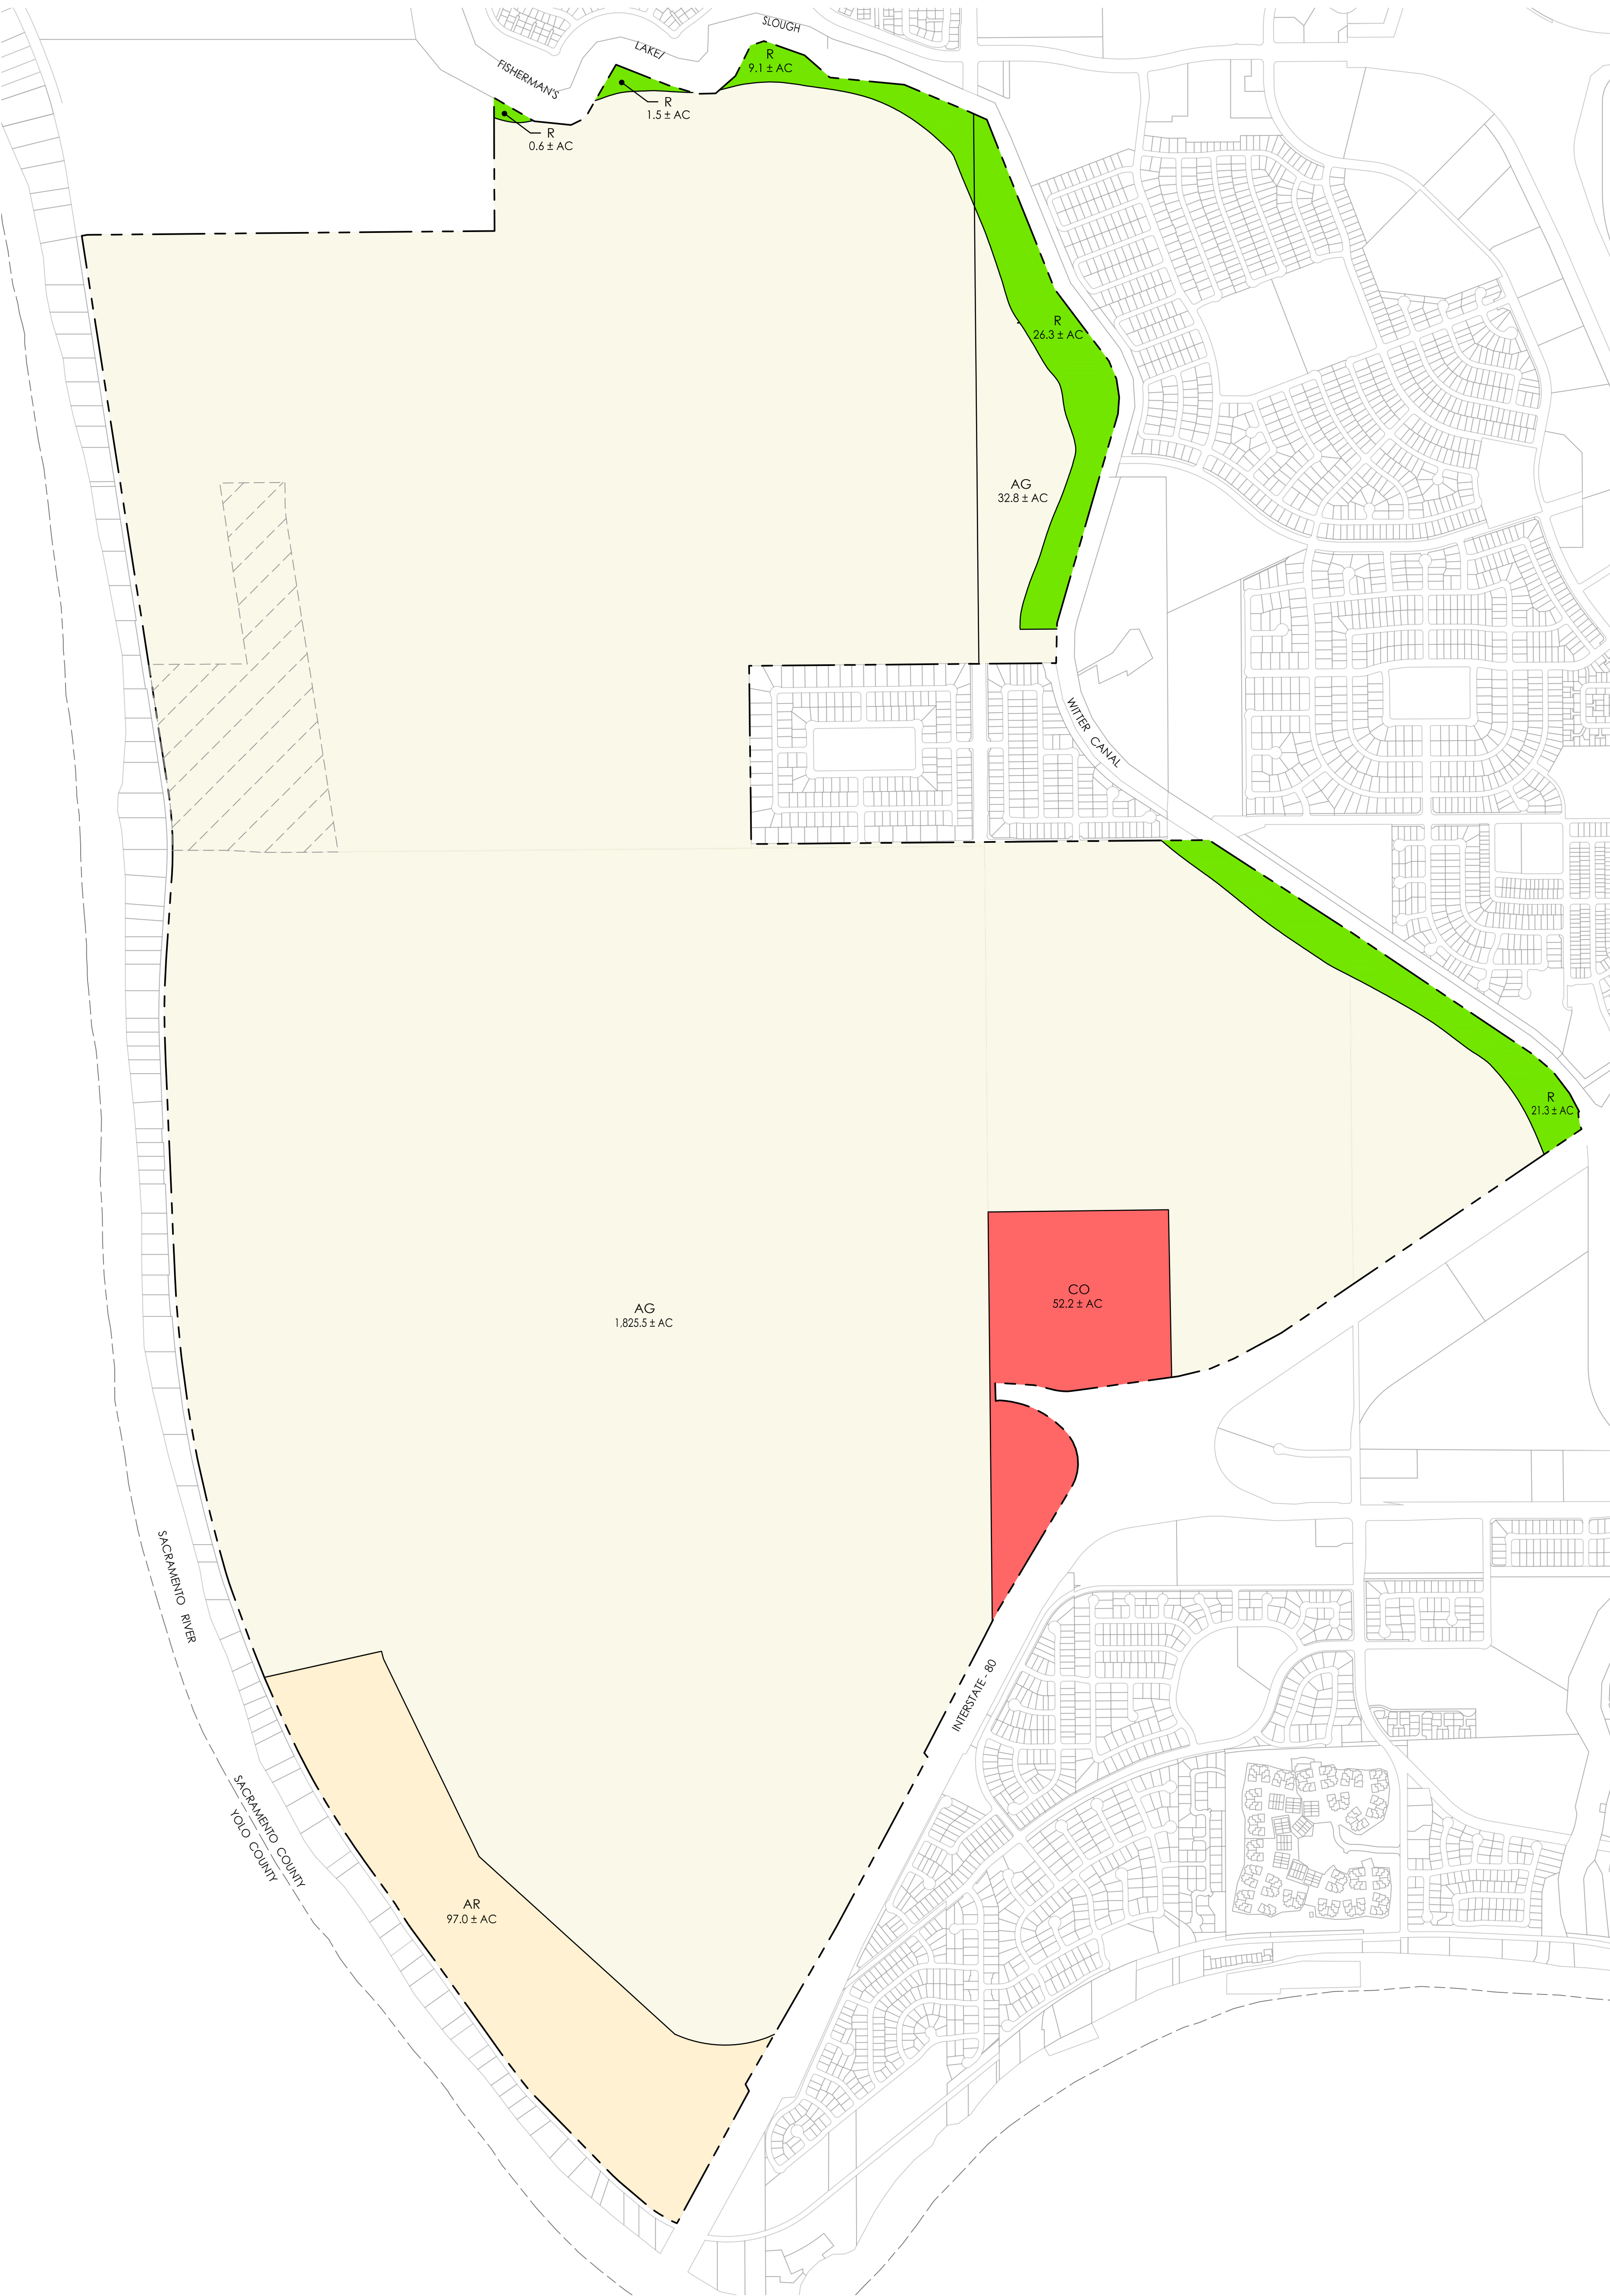 SLOUGH
LAKE/
FISHERMAN'S
R
9.1 ± AC
R
1.5 ± AC
R
0.6 ± AC
R
26.3 ± AC
AG
32.8 ± AC
WITTER CANAL
R
21.3 ± AC
CO
52.2 ± AC
AG
1,825.5 ± AC
SACRAMENTO RIVER
INTERSTATE - 80
SACRAMENTO COUNTY
YOLO COUNTY
AR
97.0 ± AC